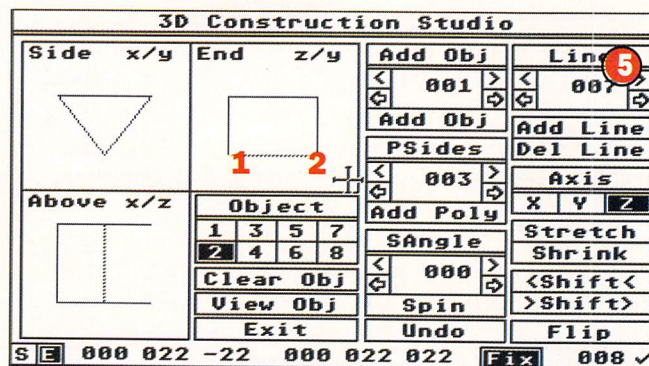 3D Construction Studio
Side x/y
End z/y
Above x/z
1 2
Object
1 3 5 7
2 4 6 8
Clear Obj
View Obj
Exit
Add Obj
< 001 >
Add Obj
PSides
< 003 >
Add Poly
SAngle
< 000 >
Spin
Undo
5
< 007 >
Add Line
Del Line
Axis
X Y Z
Stretch
Shrink
<Shift<
>Shift>
Flip
S E 000 022 -22 000 022 022 Fix 008 ✓